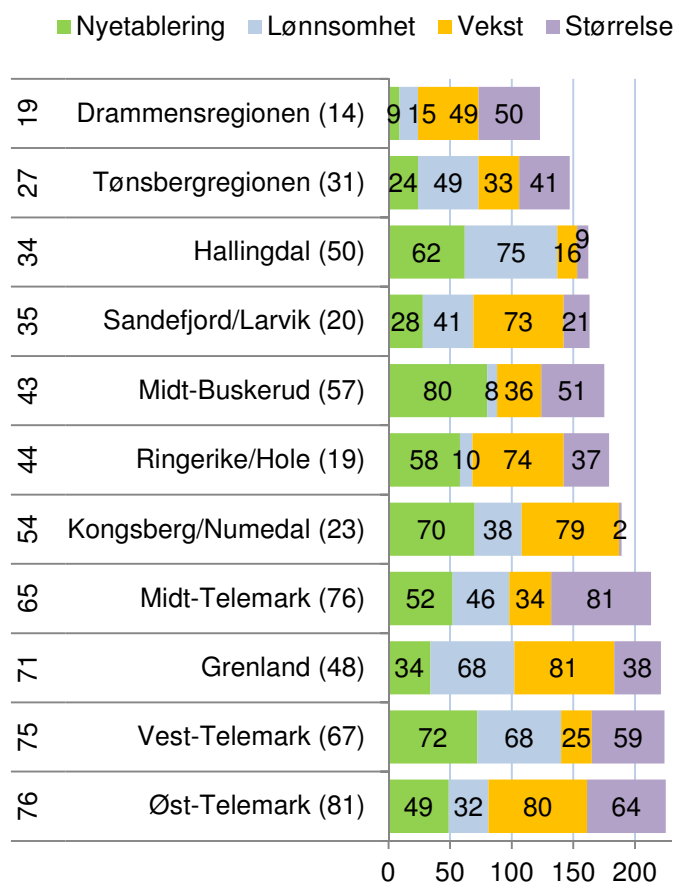 Nyetablering Lønnsomhet Vekst Størrelse
19 Drammensregionen (14) 9 15 49 50
27 Tønsbergregionen (31) 24 49 33 41
34 Hallingdal (50) 62 75 16 9
35 Sandefjord/Larvik (20) 28 41 73 21
43 Midt-Buskerud (57) 80 8 36 51
44 Ringerike/Hole (19) 58 10 74 37
54 Kongsberg/Numedal (23) 70 38 79 2
65 Midt-Telemark (76) 52 46 34 81
71 Grenland (48) 34 68 81 38
75 Vest-Telemark (67) 72 68 25 59
76 Øst-Telemark (81) 49 32 80 64
0 50 100 150 200